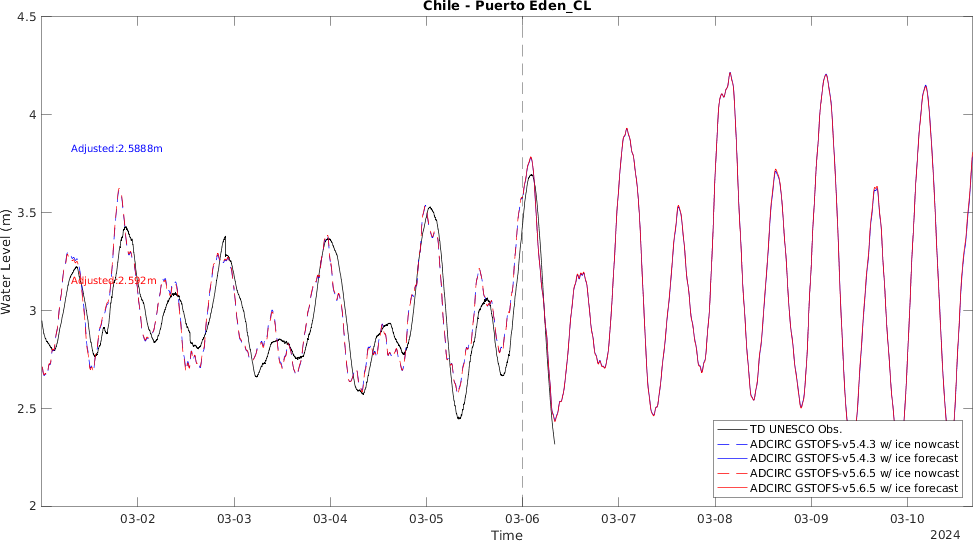 Chile - Puerto Eden_CL
4.5
4
3.5
3
2.5
2
Water Level (m)
Adjusted:2.5888m
Adjusted:2.592m
TD UNESCO Obs.
ADCIRC GSTOFS-v5.4.3 w/ ice nowcast
ADCIRC GSTOFS-v5.4.3 w/ ice forecast
ADCIRC GSTOFS-v5.6.5 w/ ice nowcast
ADCIRC GSTOFS-v5.6.5 w/ ice forecast
03-02 03-03 03-04 03-05 03-06 03-07 03-08 03-09 03-10
Time
2024